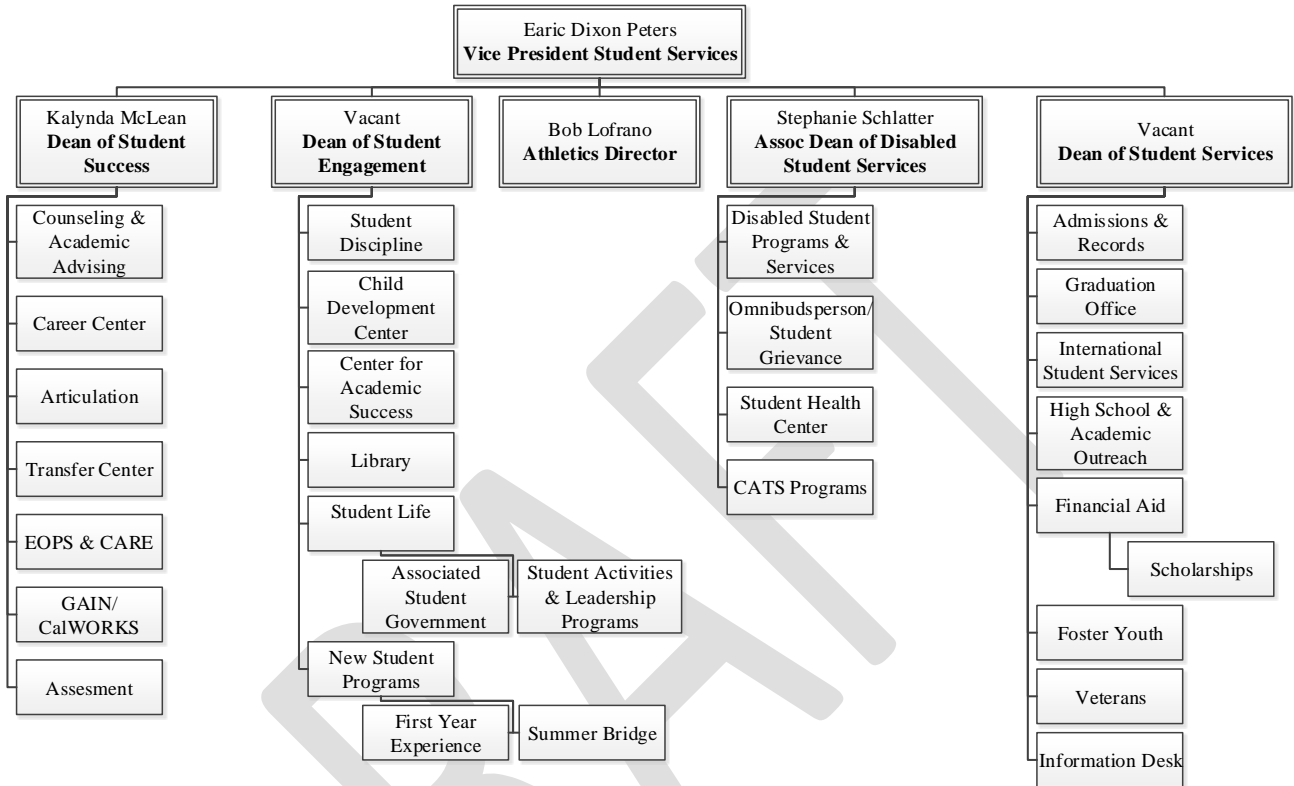 Earic Dixon Peters
Vice President Student Services
Kalynda McLean
Dean of Student
Success
Vacant
Dean of Student
Engagement
Bob Lofrano
Athletics Director
Stephanie Schlatter
Assoc Dean of Disabled
Student Services
Vacant
Dean of Student Services
Counseling &
Academic
Advising
Career Center
Articulation
Transfer Center
EOPS & CARE
GAIN/
CalWORKS
Assesment
Student
Discipline
Child
Development
Center
Center for
Academic
Success
Library
Student Life
Associated
Student
Government
Student Activities
& Leadership
Programs
New Student
Programs
First Year
Experience
Summer Bridge
Disabled Student
Programs &
Services
Omnibudsperson/
Student
Grievance
Student Health
Center
CATS Programs
Admissions &
Records
Graduation
Office
International
Student Services
High School &
Academic
Outreach
Financial Aid
Scholarships
Foster Youth
Veterans
Information Desk
DRAFT